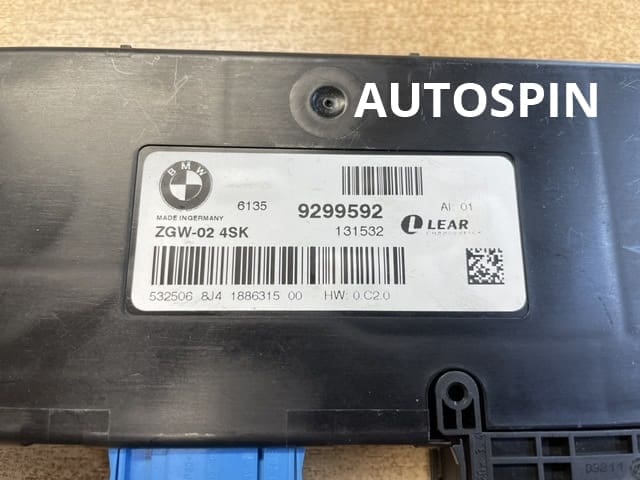 AUTOSPIN
BMW
MADE IN GERMANY
6135 9299592 AI: 01
ZGW-02 4SK 131532 LEAR
CORPORATION
532506 8J4 1886315 00 HW: 0.C2.0